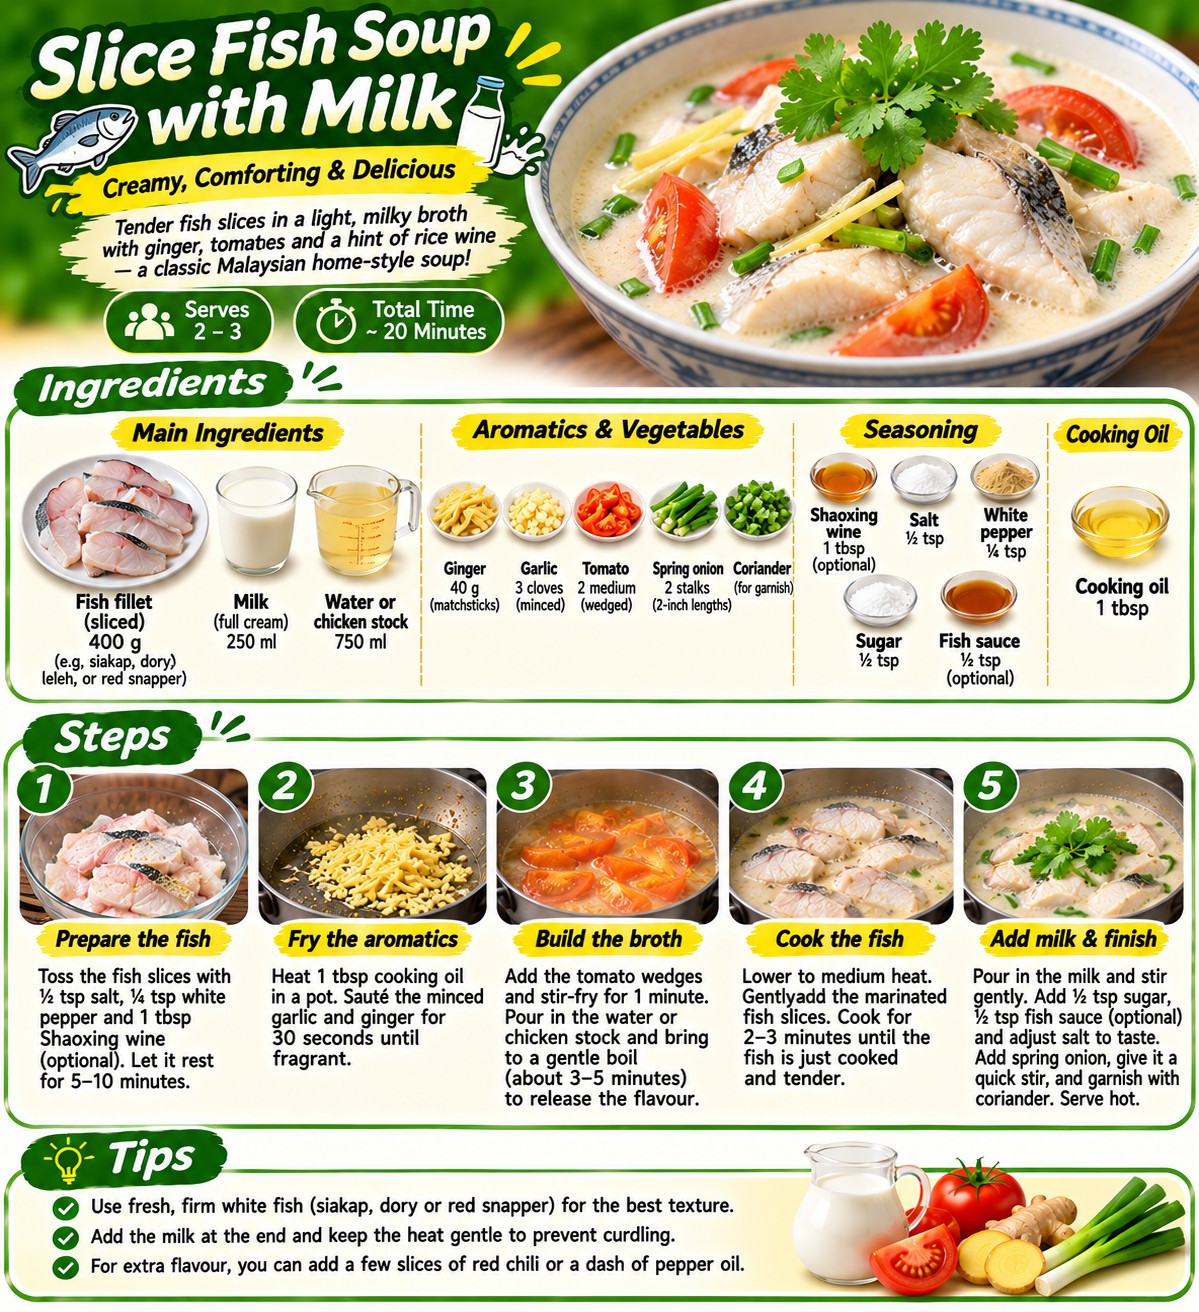 Slice Fish Soup
with Milk
Creamy, Comforting & Delicious
Tender fish slices in a light, milky broth
with ginger, tomatoes and a hint of rice wine
— a classic Malaysian home-style soup!
Serves
2 – 3
Total Time
~ 20 Minutes
Ingredients
Main Ingredients
Fish fillet
(sliced)
400 g
(e.g, siakap, dory)
leleh, or red snapper)
Milk
(full cream)
250 ml
Water or
chicken stock
750 ml
Aromatics & Vegetables
Ginger
40 g
(matchsticks)
Garlic
3 cloves
(minced)
Tomato
2 medium
(wedged)
Spring onion
2 stalks
(2-inch lengths)
Coriander
(for garnish)
Seasoning
Shaoxing
wine
1 tbsp
(optional)
Salt
½ tsp
White
pepper
¼ tsp
Sugar
½ tsp
Fish sauce
½ tsp
(optional)
Cooking Oil
Cooking oil
1 tbsp
Steps
1
Prepare the fish
Toss the fish slices with
½ tsp salt, ¼ tsp white
pepper and 1 tbsp
Shaoxing wine
(optional). Let it rest
for 5–10 minutes.
2
Fry the aromatics
Heat 1 tbsp cooking oil
in a pot. Sauté the minced
garlic and ginger for
30 seconds until
fragrant.
3
Build the broth
Add the tomato wedges
and stir-fry for 1 minute.
Pour in the water or
chicken stock and bring
to a gentle boil
(about 3–5 minutes)
to release the flavour.
4
Cook the fish
Lower to medium heat.
Gentlyadd the marinated
fish slices. Cook for
2–3 minutes until the
fish is just cooked
and tender.
5
Add milk & finish
Pour in the milk and stir
gently. Add ½ tsp sugar,
½ tsp fish sauce (optional)
and adjust salt to taste.
Add spring onion, give it a
quick stir, and garnish with
coriander. Serve hot.
Tips
Use fresh, firm white fish (siakap, dory or red snapper) for the best texture.
Add the milk at the end and keep the heat gentle to prevent curdling.
For extra flavour, you can add a few slices of red chili or a dash of pepper oil.